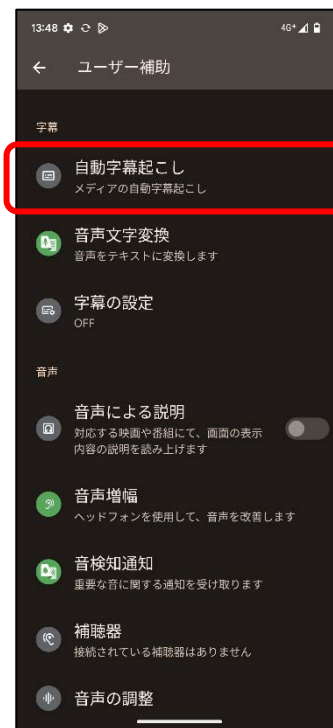 13:48 4G+
ユーザー補助
字幕
自動字幕起こし
メディアの自動字幕起こし
音声文字変換
音声をテキストに変換します
字幕の設定
OFF
音声
音声による説明
対応する映画や番組にて、画面の表示
内容の説明を読み上げます
音声増幅
ヘッドフォンを使用して、音声を改善します
音検知通知
重要な音に関する通知を受け取ります
補聴器
接続されている補聴器はありません
音声の調整